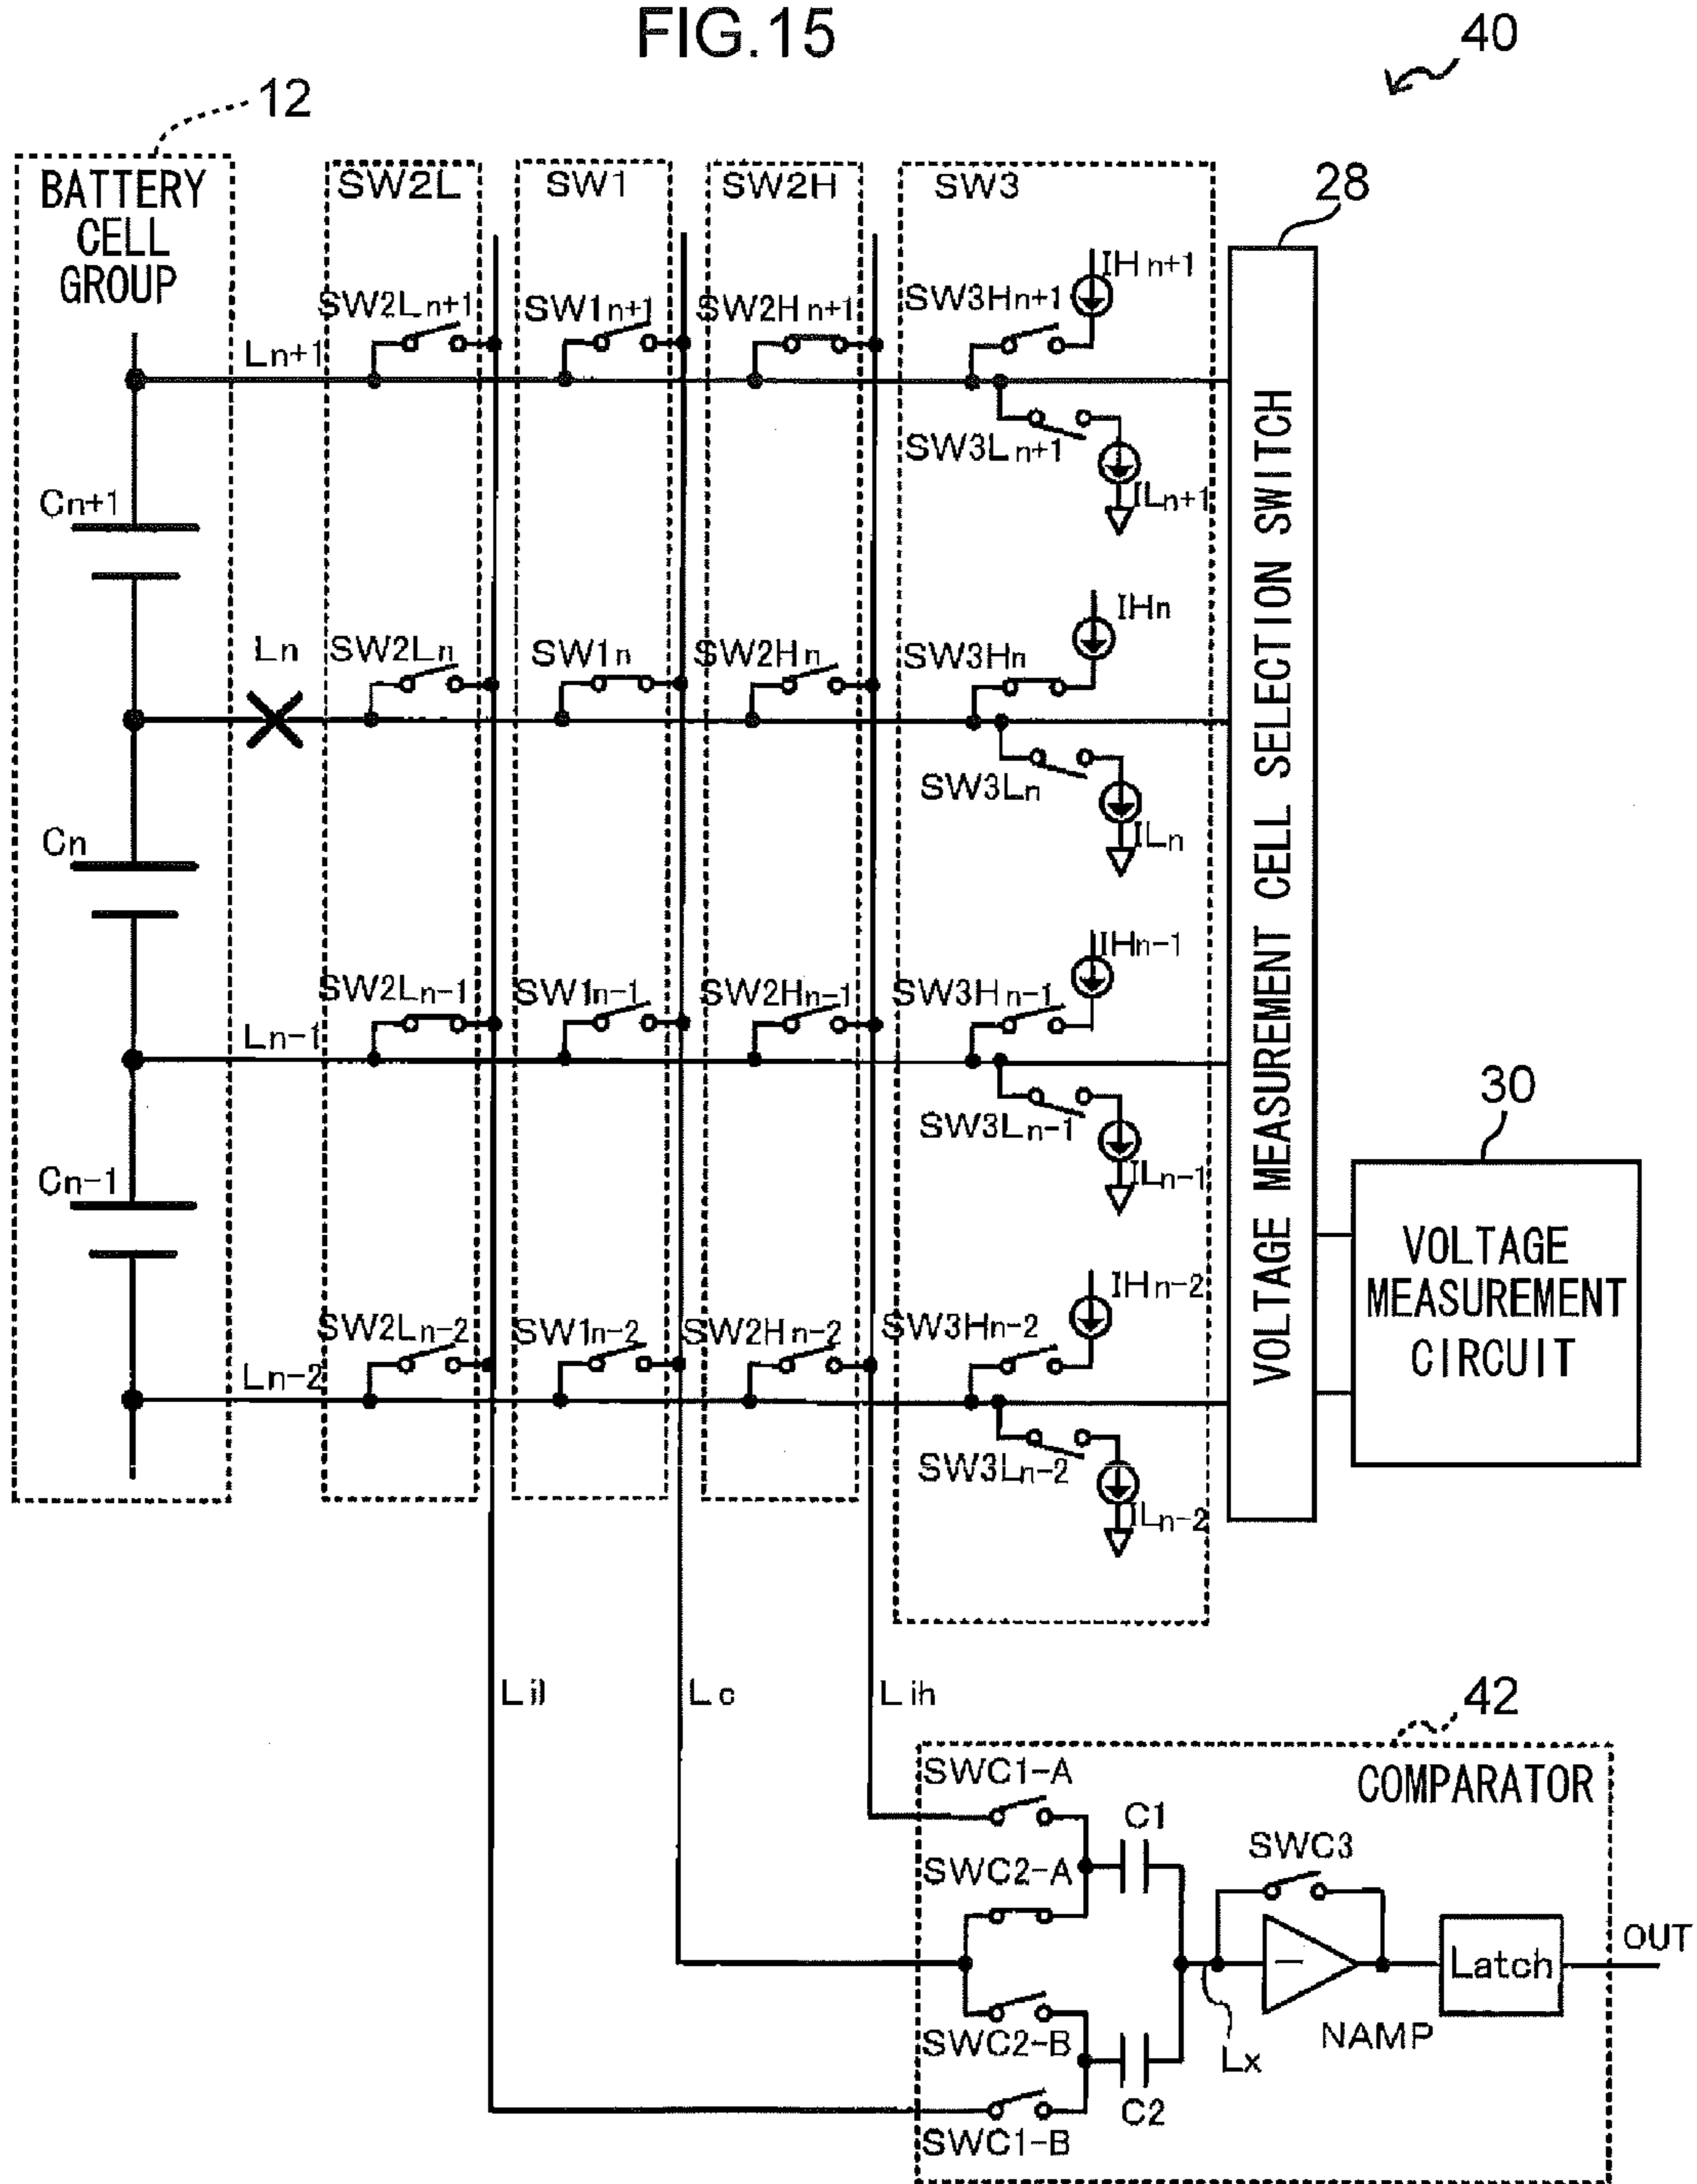 FIG.15
40
12
BATTERY
CELL
GROUP
SW2L
SW1
SW2H
SW3
28
SW2Ln+1
SW1n+1
SW2Hn+1
SW3Hn+1
IHn+1
Ln+1
SW3Ln+1
ILn+1
Cn+1
VOLTAGE MEASUREMENT CELL SELECTION SWITCH
Ln
SW2Ln
SW1n
SW2Hn
SW3Hn
IHn
SW3Ln
ILn
Cn
SW2Ln-1
SW1n-1
SW2Hn-1
SW3Hn-1
IHn-1
Ln-1
SW3Ln-1
ILn-1
Cn-1
30
VOLTAGE
MEASUREMENT
CIRCUIT
SW2Ln-2
SW1n-2
SW2Hn-2
SW3Hn-2
IHn-2
Ln-2
SW3Ln-2
ILn-2
Lil
Lc
Lih
42
COMPARATOR
SWC1-A
C1
SWC2-A
SWC3
Latch
OUT
SWC2-B
Lx
NAMP
C2
SWC1-B